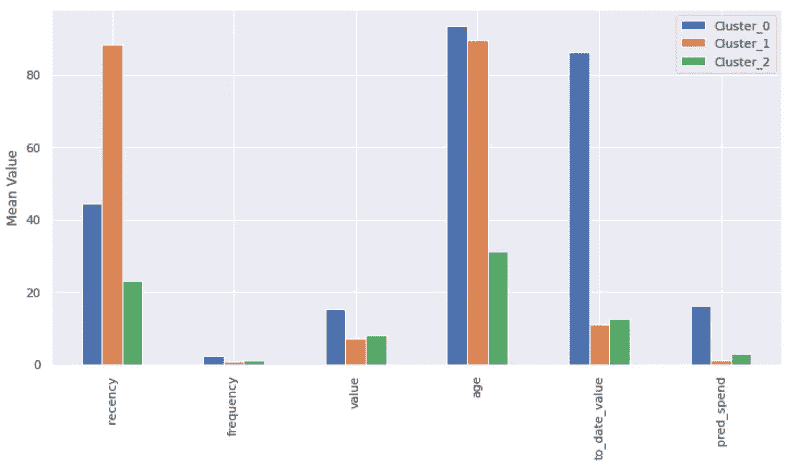 Cluster_0
Cluster_1
Cluster_2
Mean Value
80
60
40
20
0
recency
frequency
value
age
to_date_value
pred_spend